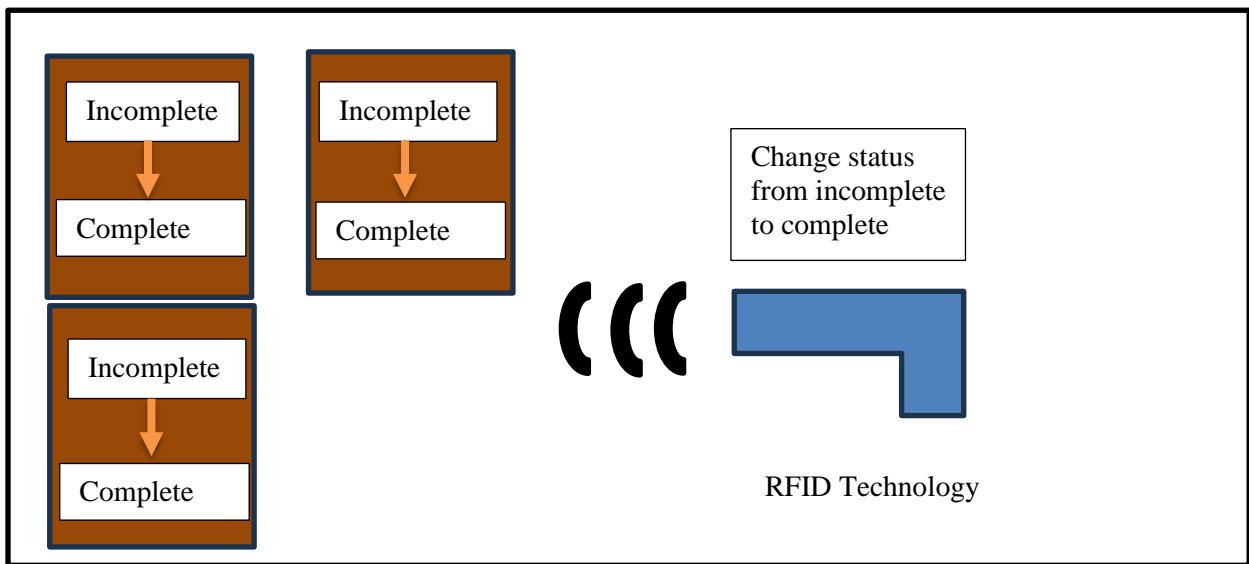 Incomplete
Complete
Incomplete
Complete
Change status
from incomplete
to complete
Incomplete
Complete
RFID Technology